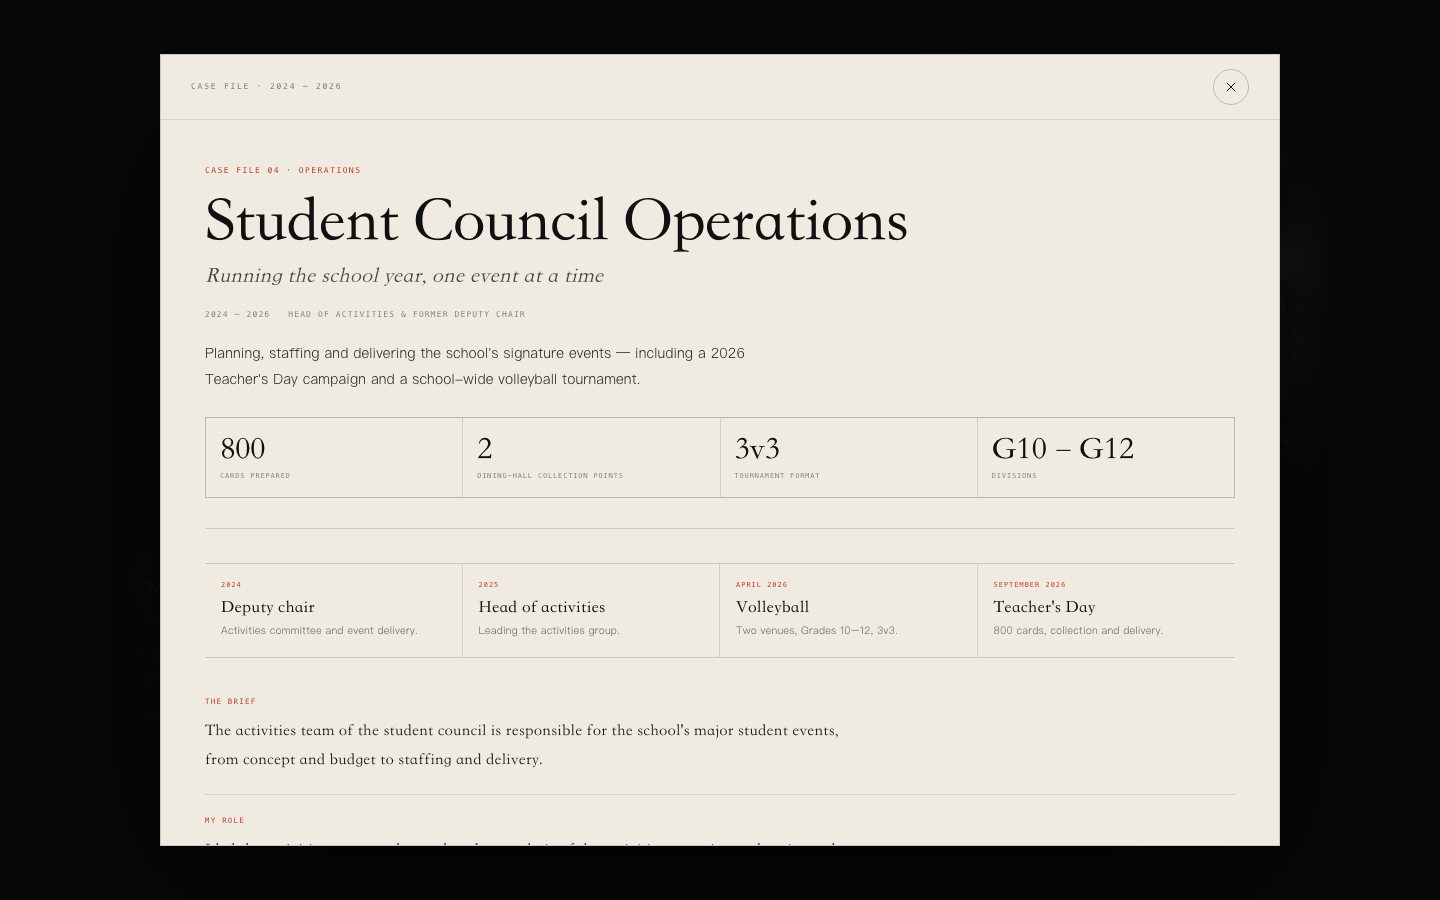 CASE FILE · 2024 — 2026
CASE FILE 04 · OPERATIONS
Student Council Operations
Running the school year, one event at a time
2024 — 2026 HEAD OF ACTIVITIES & FORMER DEPUTY CHAIR
Planning, staffing and delivering the school's signature events — including a 2026
Teacher's Day campaign and a school-wide volleyball tournament.
800
CARDS PREPARED
2
DINING-HALL COLLECTION POINTS
3v3
TOURNAMENT FORMAT
G10 – G12
DIVISIONS
2024
Deputy chair
Activities committee and event delivery.
2025
Head of activities
Leading the activities group.
APRIL 2026
Volleyball
Two venues, Grades 10–12, 3v3.
SEPTEMBER 2026
Teacher's Day
800 cards, collection and delivery.
THE BRIEF
The activities team of the student council is responsible for the school's major student events,
from concept and budget to staffing and delivery.
MY ROLE